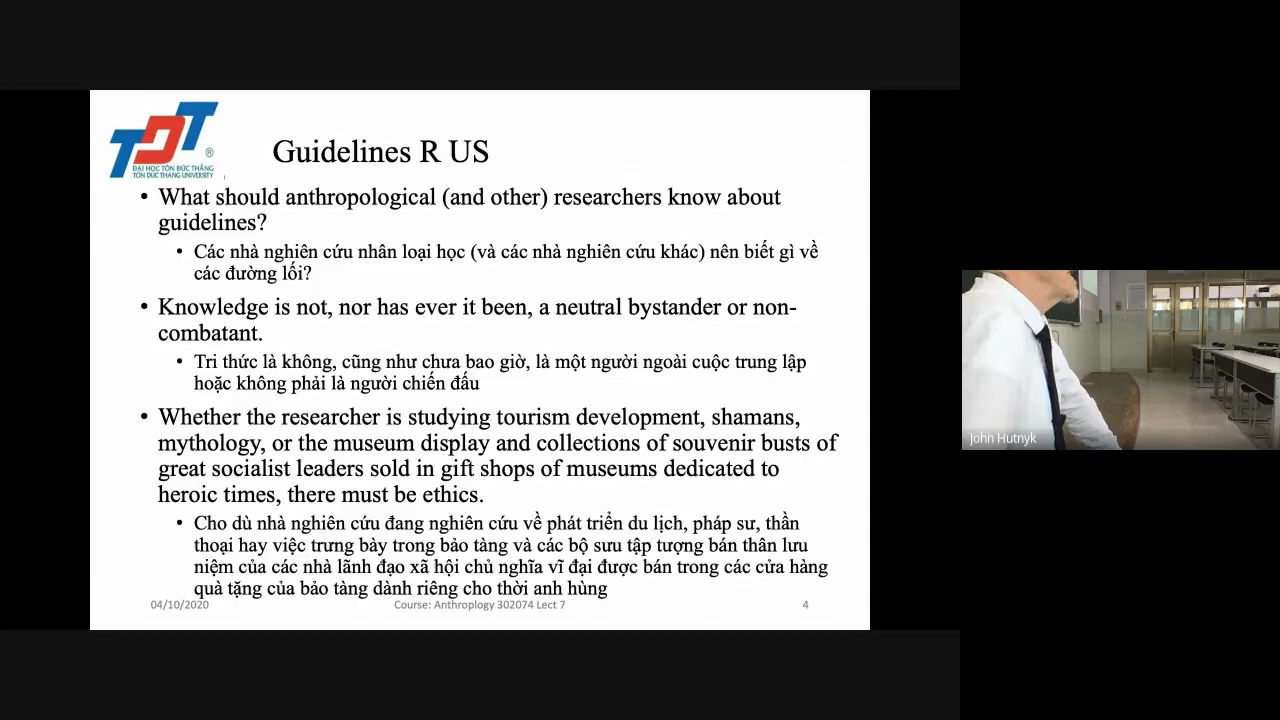 TDT
®
ĐẠI HỌC TÔN ĐỨC THẮNG
TON DUC THANG UNIVERSITY
Guidelines R US
• What should anthropological (and other) researchers know about
guidelines?
• Các nhà nghiên cứu nhân loại học (và các nhà nghiên cứu khác) nên biết gì về
các đường lối?
• Knowledge is not, nor has ever it been, a neutral bystander or non-
combatant.
• Tri thức là không, cũng như chưa bao giờ, là một người ngoài cuộc trung lập
hoặc không phải là người chiến đấu
• Whether the researcher is studying tourism development, shamans,
mythology, or the museum display and collections of souvenir busts of
great socialist leaders sold in gift shops of museums dedicated to
heroic times, there must be ethics.
• Cho dù nhà nghiên cứu đang nghiên cứu về phát triển du lịch, pháp sư, thần
thoại hay việc trưng bày trong bảo tàng và các bộ sưu tập tượng bán thân lưu
niệm của các nhà lãnh đạo xã hội chủ nghĩa vĩ đại được bán trong các cửa hàng
quà tặng của bảo tàng dành riêng cho thời anh hùng
04/10/2020
Course: Anthroplogy 302074 Lect 7
4
John Hutnyk